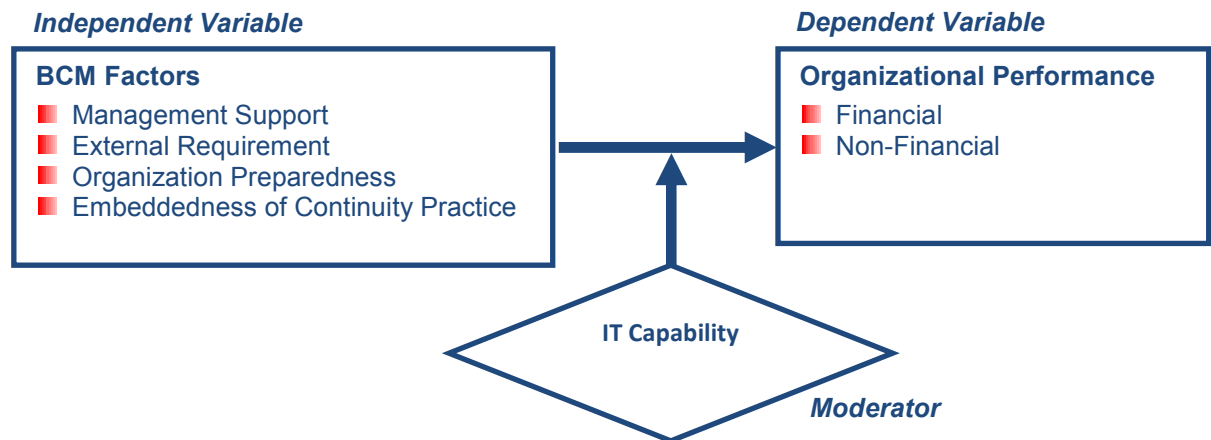 Independent Variable
BCM Factors
Management Support
External Requirement
Organization Preparedness
Embeddedness of Continuity Practice
Dependent Variable
Organizational Performance
Financial
Non-Financial
IT Capability
Moderator